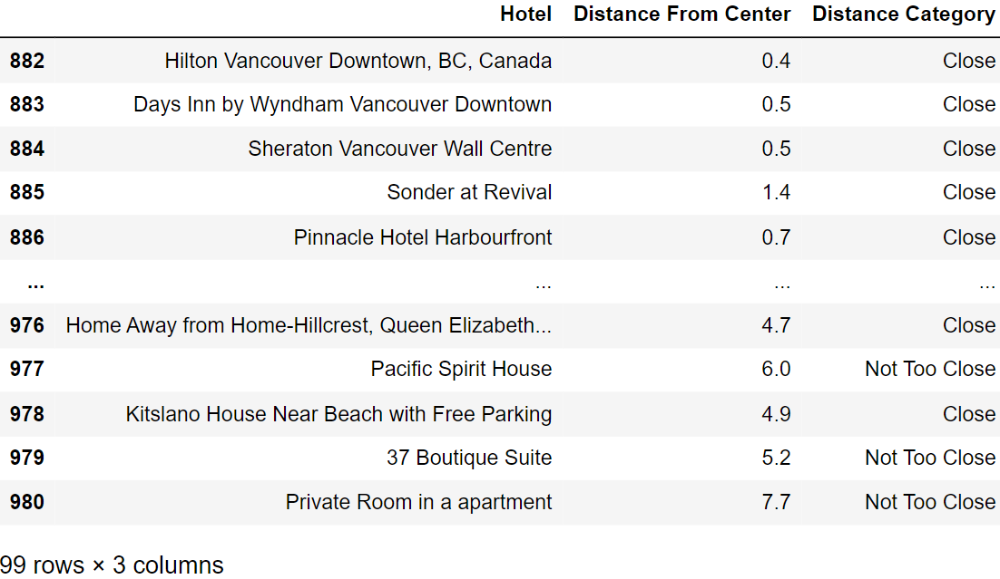 Hotel Distance From Center Distance Category
882 Hilton Vancouver Downtown, BC, Canada 0.4 Close
883 Days Inn by Wyndham Vancouver Downtown 0.5 Close
884 Sheraton Vancouver Wall Centre 0.5 Close
885 Sonder at Revival 1.4 Close
886 Pinnacle Hotel Harbourfront 0.7 Close
... ... ... ...
976 Home Away from Home-Hillcrest, Queen Elizabeth... 4.7 Close
977 Pacific Spirit House 6.0 Not Too Close
978 Kitslano House Near Beach with Free Parking 4.9 Close
979 37 Boutique Suite 5.2 Not Too Close
980 Private Room in a apartment 7.7 Not Too Close
99 rows × 3 columns